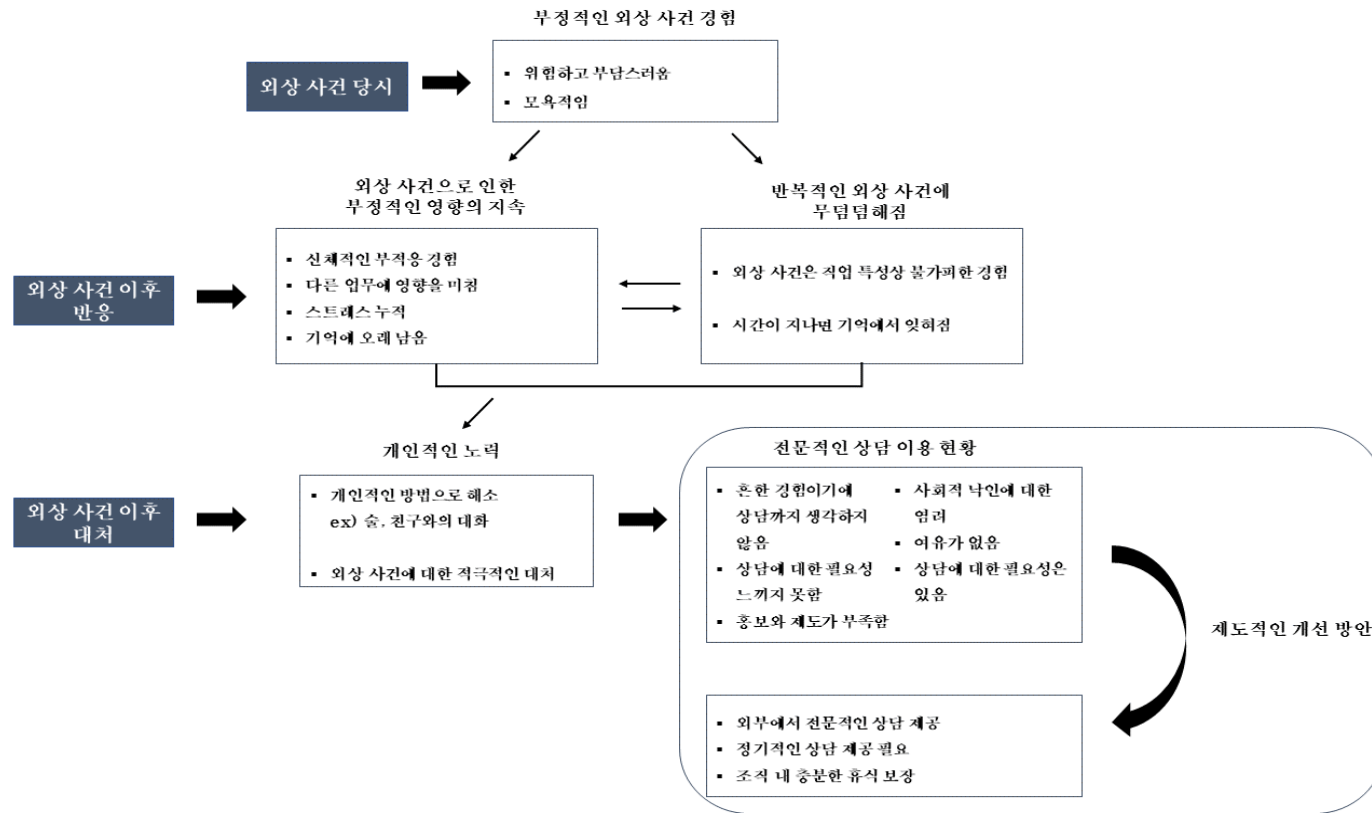 부정적인 외상 사건 경험
외상 사건 당시
▪ 위험하고 부담스러움
▪ 모욕적임
외상 사건으로 인한
부정적인 영향의 지속
반복적인 외상 사건에
무덤덤해짐
외상 사건 이후
반응
▪ 신체적인 부적응 경험
▪ 다른 업무에 영향을 미침
▪ 스트레스 누적
▪ 기억에 오래 남음
▪ 외상 사건은 직업 특성상 불가피한 경험
▪ 시간이 지나면 기억에서 잊혀짐
개인적인 노력
외상 사건 이후
대처
▪ 개인적인 방법으로 해소
ex) 술, 친구와의 대화
▪ 외상 사건에 대한 적극적인 대처
전문적인 상담 이용 현황
▪ 흔한 경험이기에
상담까지 생각하지
않음
▪ 상담에 대한 필요성
느끼지 못함
▪ 홍보와 제도가 부족함
▪ 사회적 낙인에 대한
염려
▪ 여유가 없음
▪ 상담에 대한 필요성은
있음
제도적인 개선 방안
▪ 외부에서 전문적인 상담 제공
▪ 정기적인 상담 제공 필요
▪ 조직 내 충분한 휴식 보장